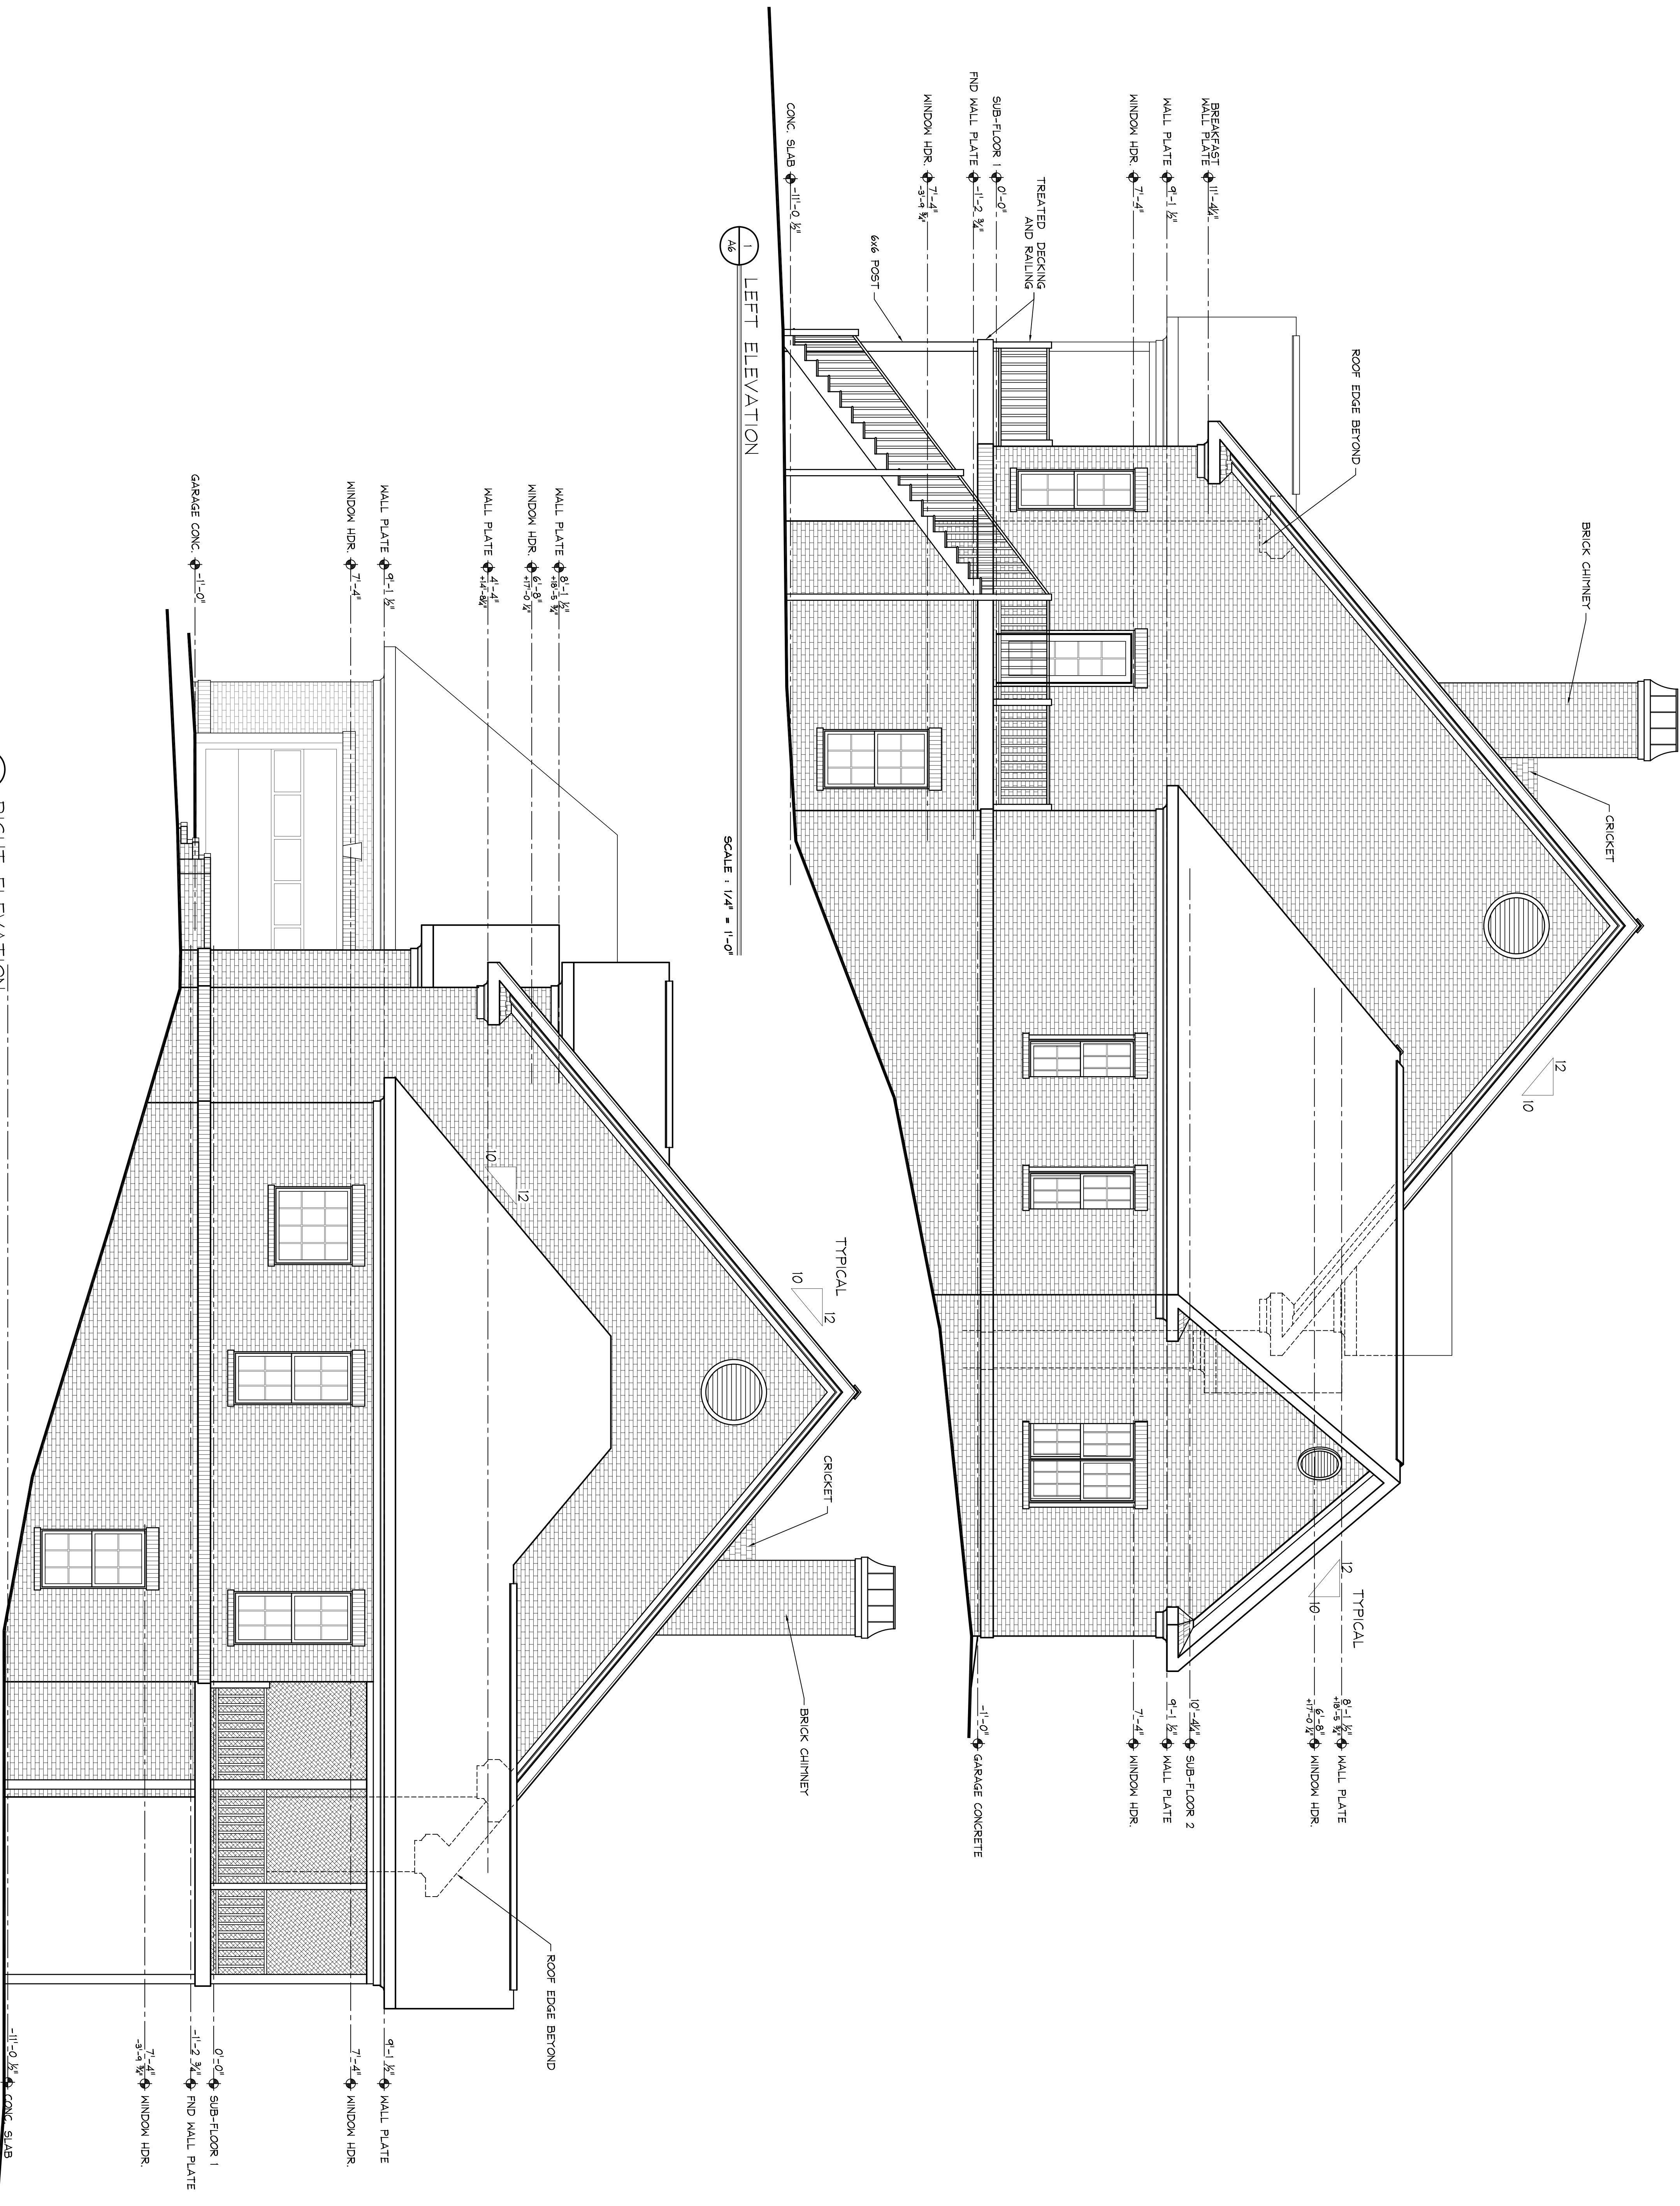 BREAKFAST
WALL PLATE 11'-4¼"
WALL PLATE 9'-1 ½"
WINDOW HDR. 7'-4"
TREATED DECKING
AND RAILING
SUB-FLOOR 1 0'-0"
FND WALL PLATE -1'-2 ¾"
WINDOW HDR. 7'-4"
-3'-9 ¾"
6x6 POST
CONC. SLAB -11'-0 ½"
ROOF EDGE BEYOND
BRICK CHIMNEY
CRICKET
12
10
12
10
TYPICAL
8'-1 ½" WALL PLATE
+18'-5 ¾"
6'-8" WINDOW HDR.
+17'-0 ¼"
10'-4¼" SUB-FLOOR 2
9'-1 ½" WALL PLATE
7'-4" WINDOW HDR.
-1'-0" GARAGE CONCRETE
1
A6
LEFT ELEVATION
SCALE : 1/4" = 1'-0"
WALL PLATE 8'-1 ½"
+18'-5 ¾"
WINDOW HDR. 6'-8"
+17'-0 ¼"
WALL PLATE 4'-4"
+14'-8¼"
WALL PLATE 9'-1 ½"
WINDOW HDR. 7'-4"
GARAGE CONC. -1'-0"
10
12
TYPICAL
10
12
CRICKET
BRICK CHIMNEY
ROOF EDGE BEYOND
9'-1 ½" WALL PLATE
7'-4" WINDOW HDR.
0'-0" SUB-FLOOR 1
-1'-2 ¾" FND WALL PLATE
7'-4" WINDOW HDR.
-3'-9 ¾"
-11'-0 ½" CONC. SLAB
RIGHT ELEVATION